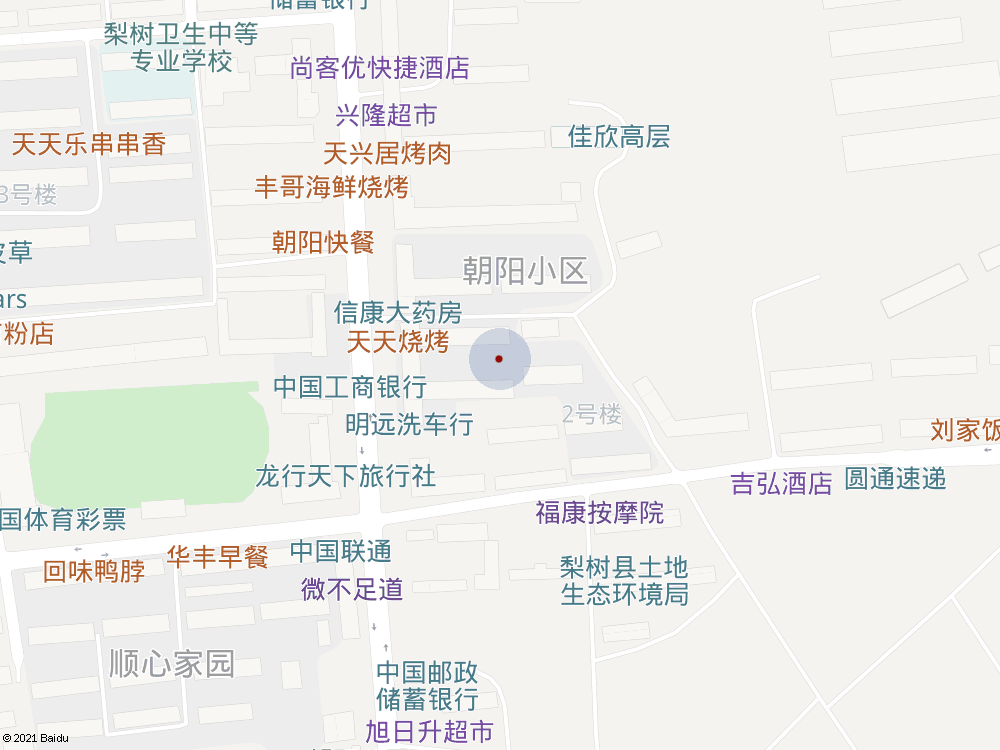 储蓄银行
梨树卫生中等
专业学校
尚客优快捷酒店
兴隆超市
天天乐串串香
佳欣高层
天兴居烤肉
3号楼
丰哥海鲜烧烤
朝阳快餐
皮草
朝阳小区
ars
信康大药房
粉店
天天烧烤
中国工商银行
2号楼
明远洗车行
刘家饭
龙行天下旅行社
吉弘酒店
圆通速递
国体育彩票
福康按摩院
华丰早餐
中国联通
回味鸭脖
梨树县土地
生态环境局
微不足道
顺心家园
中国邮政
储蓄银行
旭日升超市
© 2021 Baidu